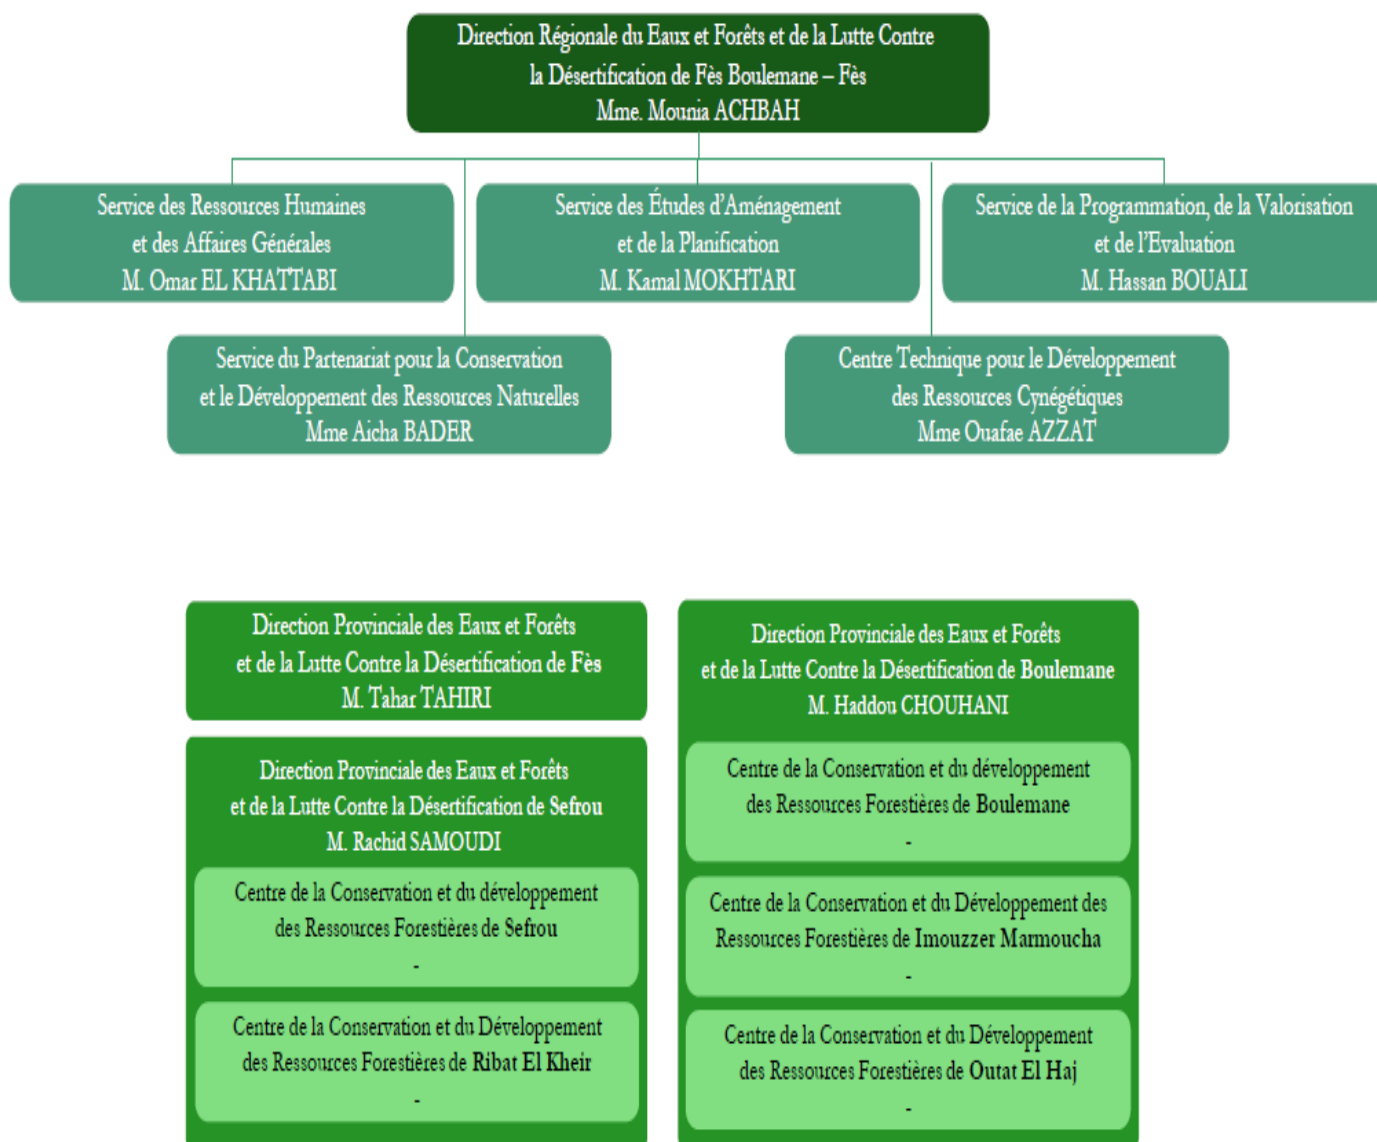 Direction Régionale du Eaux et Forêts et de la Lutte Contre
la Désertification de Fès Boulemane – Fès
Mme. Mounia ACHBAH
Service des Ressources Humaines
et des Affaires Générales
M. Omar EL KHATTABI
Service des Études d’Aménagement
et de la Planification
M. Kamal MOKHTARI
Service de la Programmation, de la Valorisation
et de l’Evaluation
M. Hassan BOUALI
Service du Partenariat pour la Conservation
et le Développement des Ressources Naturelles
Mme Aicha BADER
Centre Technique pour le Développement
des Ressources Cynégétiques
Mme Ouafae AZZAT
Direction Provinciale des Eaux et Forêts
et de la Lutte Contre la Désertification de Fès
M. Tahar TAHIRI
Direction Provinciale des Eaux et Forêts
et de la Lutte Contre la Désertification de Sefrou
M. Rachid SAMOUDI
Centre de la Conservation et du développement
des Ressources Forestières de Sefrou
-
Centre de la Conservation et du Développement
des Ressources Forestières de Ribat El Kheir
-
Direction Provinciale des Eaux et Forêts
et de la Lutte Contre la Désertification de Boulemane
M. Haddou CHOUHANI
Centre de la Conservation et du développement
des Ressources Forestières de Boulemane
-
Centre de la Conservation et du Développement des
Ressources Forestières de Imouzzer Marmoucha
-
Centre de la Conservation et du Développement
des Ressources Forestières de Outat El Haj
-